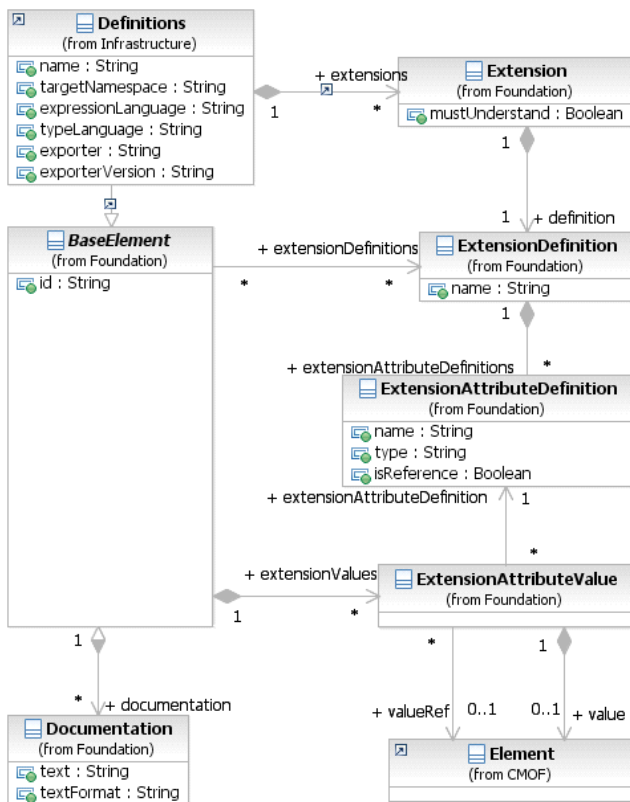 Definitions
(from Infrastructure)
name : String
targetNamespace : String
expressionLanguage : String
typeLanguage : String
exporter : String
exporterVersion : String
+ extensions
1
*
Extension
(from Foundation)
mustUnderstand : Boolean
1
1
+ definition
BaseElement
(from Foundation)
id : String
+ extensionDefinitions
*
*
ExtensionDefinition
(from Foundation)
name : String
1
*
+ extensionAttributeDefinitions
ExtensionAttributeDefinition
(from Foundation)
name : String
type : String
isReference : Boolean
+ extensionAttributeDefinition
1
*
+ extensionValues
1
*
ExtensionAttributeValue
(from Foundation)
1
*
+ documentation
*
1
+ valueRef
0..1
0..1
+ value
Documentation
(from Foundation)
text : String
textFormat : String
Element
(from CMOF)